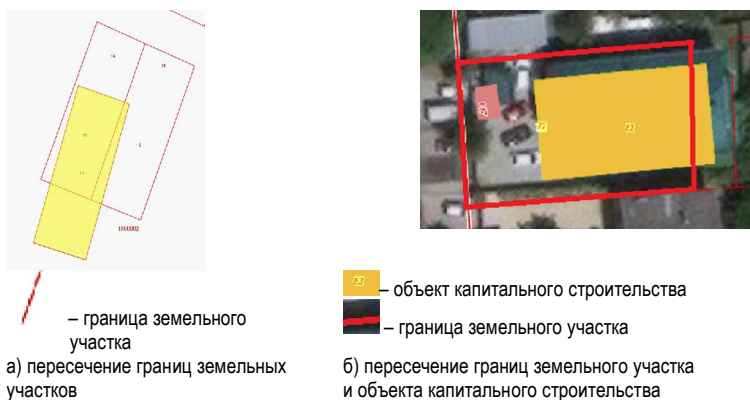 1800002
– граница земельного
участка
а) пересечение границ земельных
участков
– объект капитального строительства
– граница земельного участка
б) пересечение границ земельного участка
и объекта капитального строительства